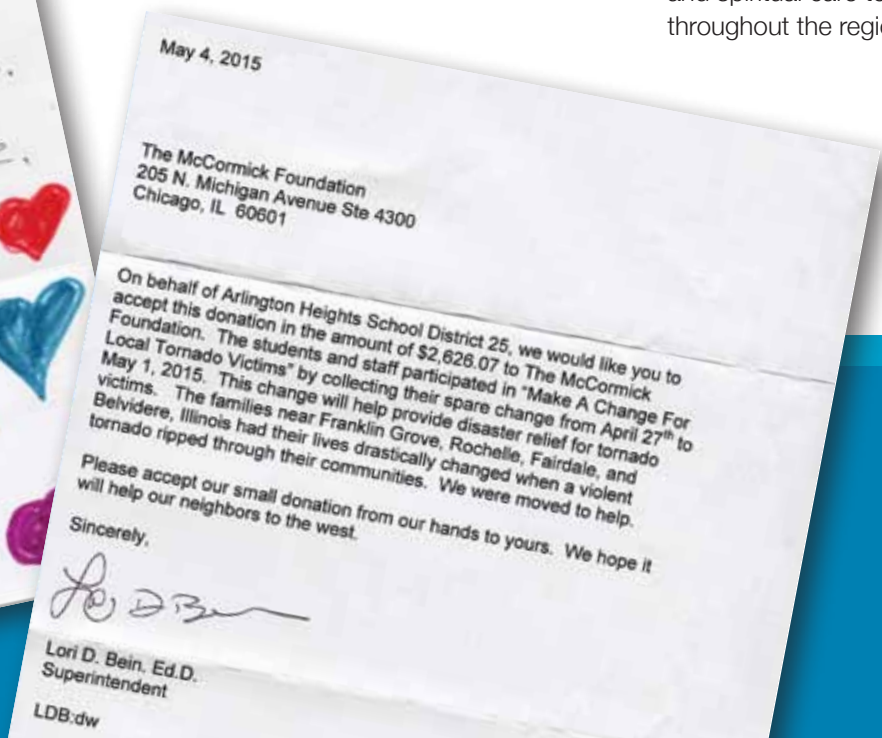 and spiritual care to
throughout the regio
May 4, 2015
The McCormick Foundation
205 N. Michigan Avenue Ste 4300
Chicago, IL 60601
On behalf of Arlington Heights School District 25, we would like you to
accept this donation in the amount of $2,626.07 to The McCormick
Foundation. The students and staff participated in "Make A Change For
Local Tornado Victims" by collecting their spare change from April 27th to
May 1, 2015. This change will help provide disaster relief for tornado
victims. The families near Franklin Grove, Rochelle, Fairdale, and
Belvidere, Illinois had their lives drastically changed when a violent
tornado ripped through their communities. We were moved to help.
Please accept our small donation from our hands to yours. We hope it
will help our neighbors to the west.
Sincerely,
Lori D. Bein, Ed.D.
Superintendent
LDB:dw